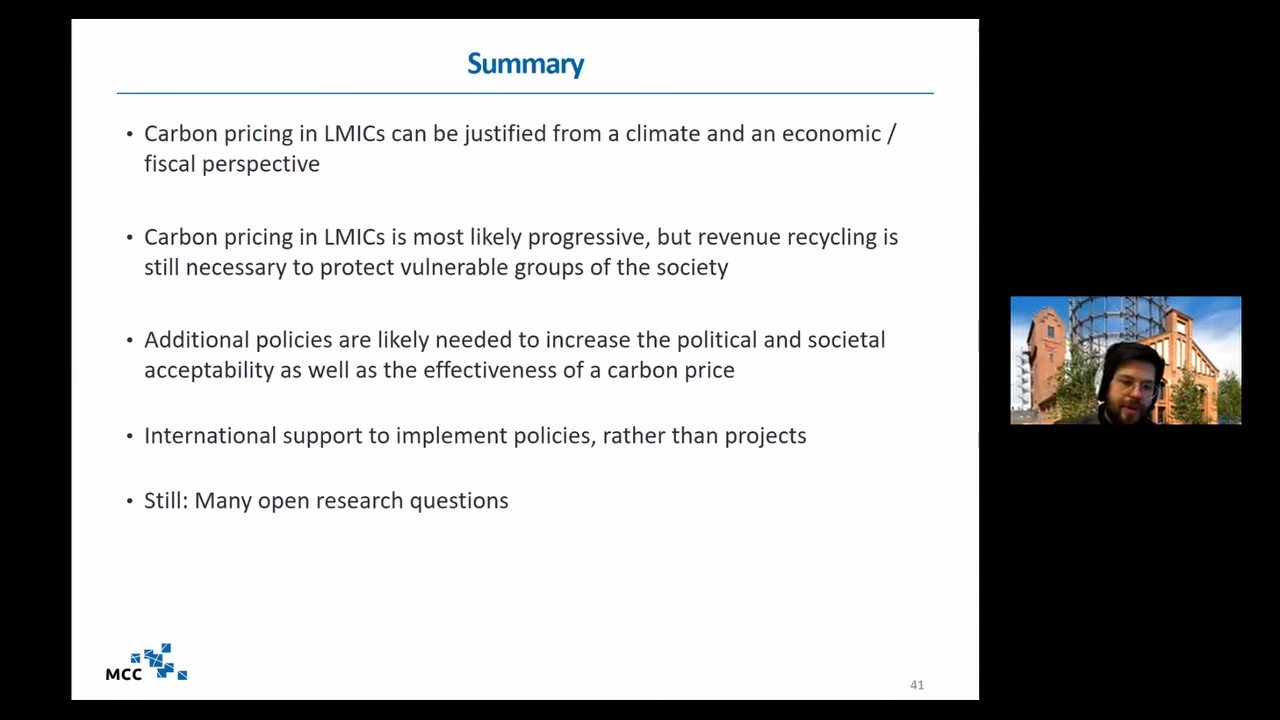 Summary
• Carbon pricing in LMICs can be justified from a climate and an economic /
fiscal perspective
• Carbon pricing in LMICs is most likely progressive, but revenue recycling is
still necessary to protect vulnerable groups of the society
• Additional policies are likely needed to increase the political and societal
acceptability as well as the effectiveness of a carbon price
• International support to implement policies, rather than projects
• Still: Many open research questions
MCC
41